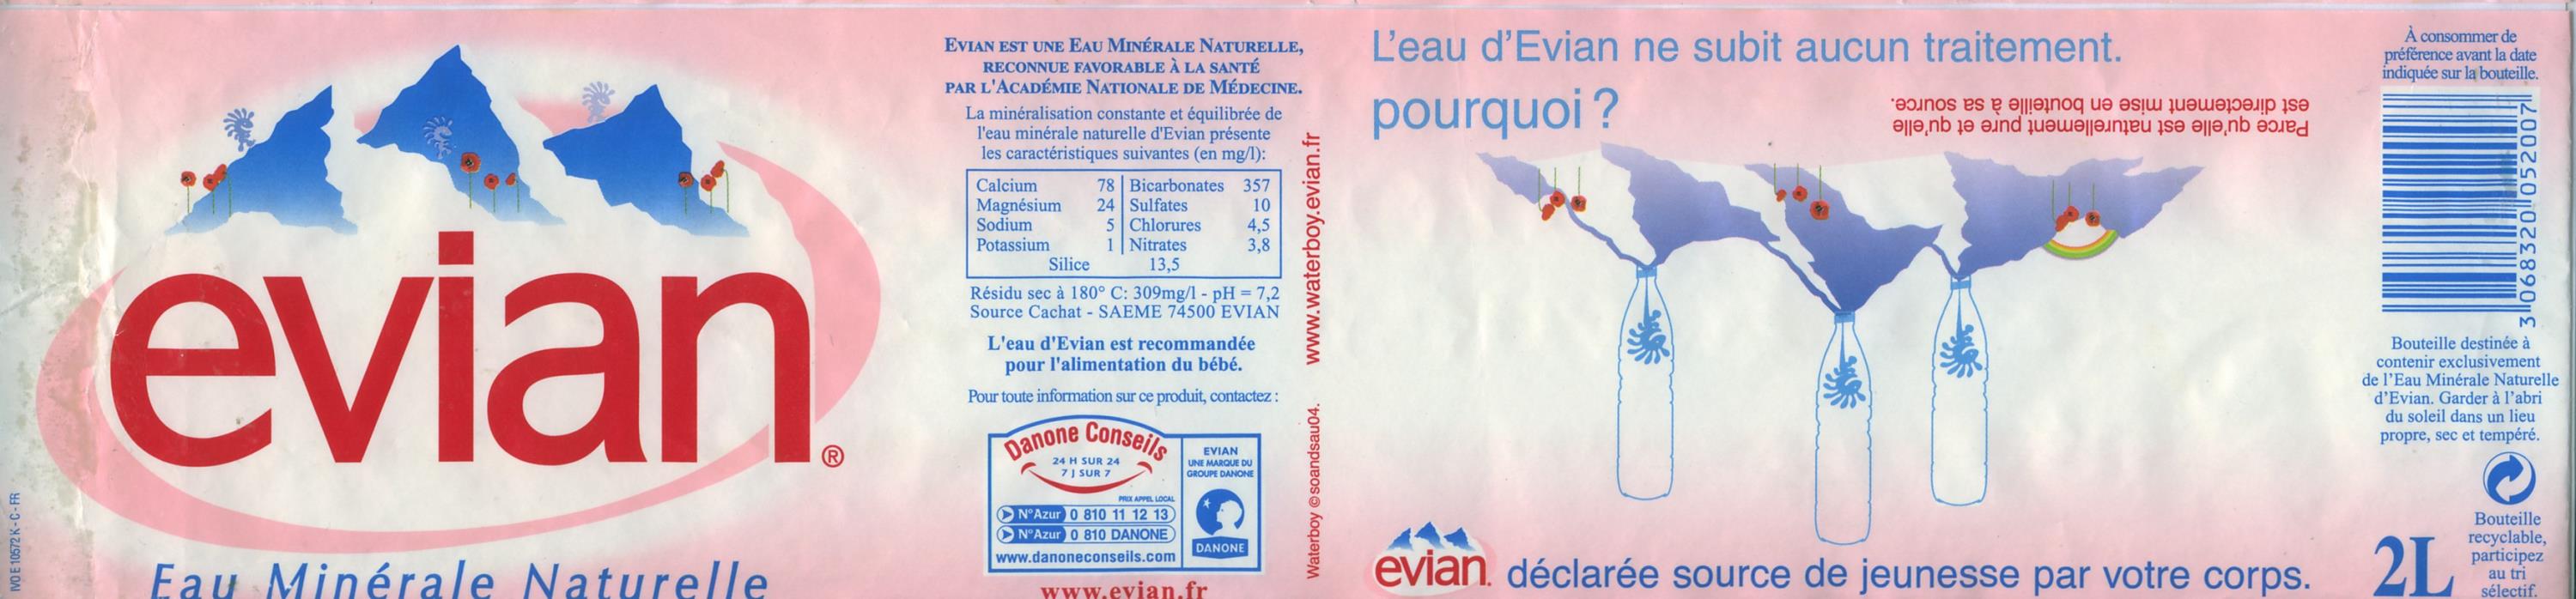 evian®
Eau Minérale Naturelle
IVO E 10572 K - C - FR
EVIAN EST UNE EAU MINÉRALE NATURELLE,
RECONNUE FAVORABLE À LA SANTÉ
PAR L'ACADÉMIE NATIONALE DE MÉDECINE.
La minéralisation constante et équilibrée de
l'eau minérale naturelle d'Evian présente
les caractéristiques suivantes (en mg/l):
Calcium 78 Bicarbonates 357
Magnésium 24 Sulfates 10
Sodium 5 Chlorures 4,5
Potassium 1 Nitrates 3,8
Silice 13,5
Résidu sec à 180° C: 309mg/l - pH = 7,2
Source Cachat - SAEME 74500 EVIAN
L'eau d'Evian est recommandée
pour l'alimentation du bébé.
Pour toute information sur ce produit, contactez :
Danone Conseils
24 H SUR 24
7 J SUR 7
PRIX APPEL LOCAL
N°Azur 0 810 11 12 13
N°Azur 0 810 DANONE
www.danoneconseils.com
EVIAN
UNE MARQUE DU
GROUPE DANONE
DANONE
www.evian.fr
Waterboy ©soandsau04. www.waterboy.evian.fr
L'eau d'Evian ne subit aucun traitement.
pourquoi ?
Parce qu'elle est naturellement pure et qu'elle
est directement mise en bouteille à sa source.
evian. déclarée source de jeunesse par votre corps.
À consommer de
préférence avant la date
indiquée sur la bouteille.
3 068320 052007
Bouteille destinée à
contenir exclusivement
de l'Eau Minérale Naturelle
d'Evian. Garder à l'abri
du soleil dans un lieu
propre, sec et tempéré.
2L
Bouteille
recyclable,
participez
au tri
sélectif.